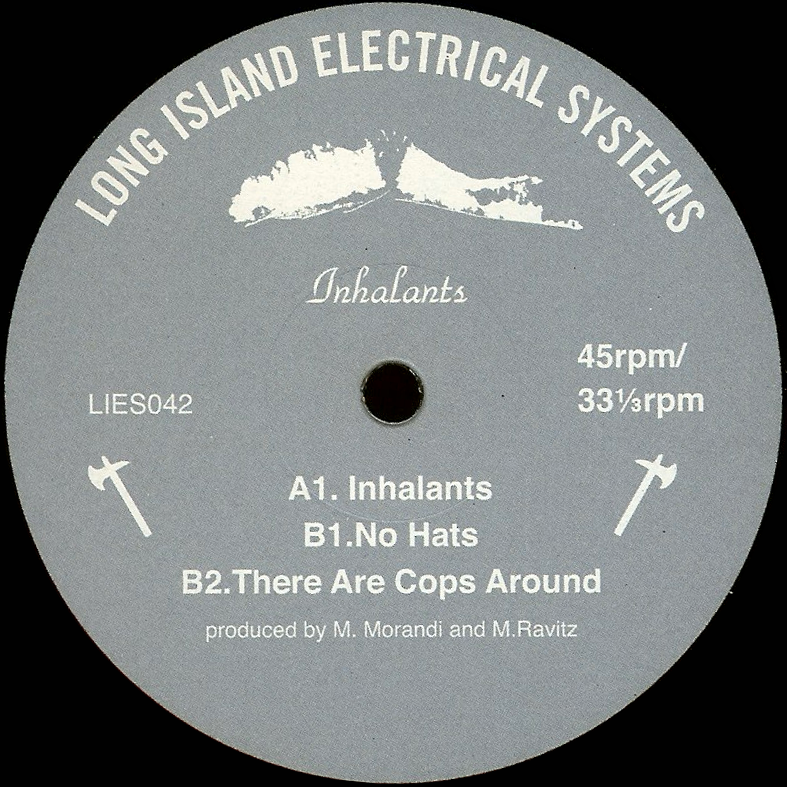 LONG ISLAND ELECTRICAL SYSTEMS
Inhalants
45rpm/
33⅓rpm
LIES042
A1. Inhalants
B1.No Hats
B2.There Are Cops Around
produced by M. Morandi and M.Ravitz